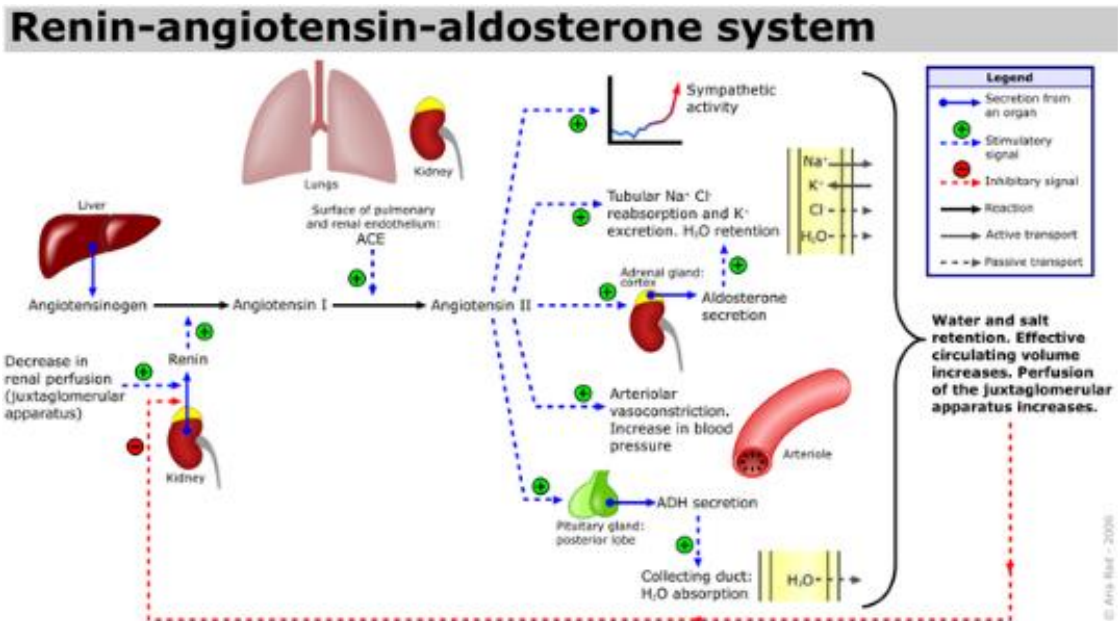 Renin-angiotensin-aldosterone system
Lungs
Kidney
Surface of pulmonary
and renal endothelium:
ACE
Liver
Angiotensinogen
Angiotensin I
Angiotensin II
Renin
Decrease in
renal perfusion
(juxtaglomerular
apparatus)
Kidney
Sympathetic
activity
Tubular Na⁺ Cl⁻
reabsorption and K⁺
excretion. H₂O retention
Adrenal gland:
cortex
Aldosterone
secretion
Arteriolar
vasoconstriction.
Increase in blood
pressure
Arteriole
Pituitary gland:
posterior lobe
ADH secretion
Collecting duct:
H₂O absorption
H₂O
Na⁺
K⁺
Cl⁻
H₂O
Legend
Secretion from
an organ
Stimulatory
signal
Inhibitory signal
Reaction
Active transport
Passive transport
Water and salt
retention. Effective
circulating volume
increases. Perfusion
of the juxtaglomerular
apparatus increases.
© Aria Rad - 2006